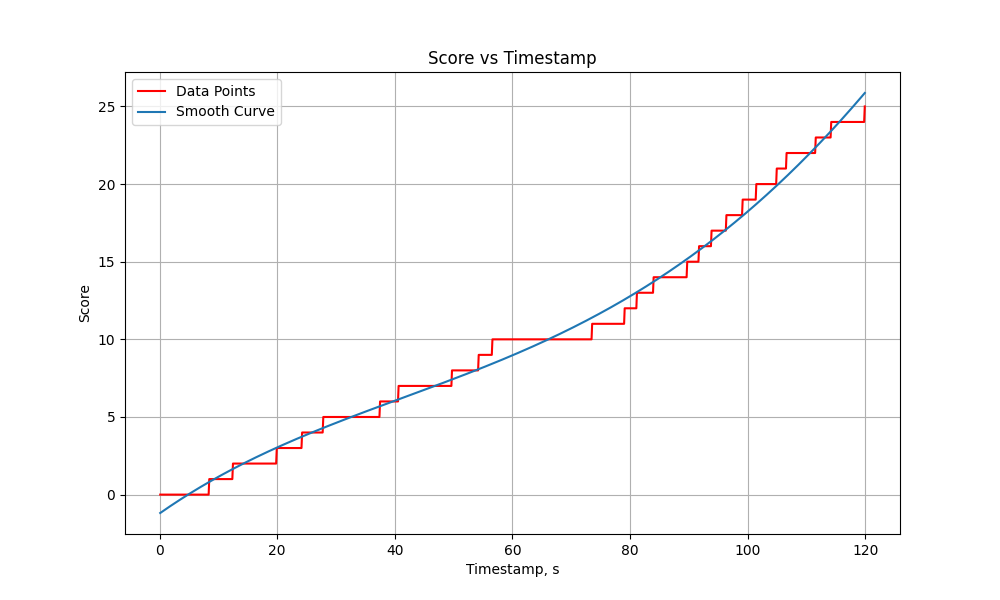 Score vs Timestamp
Data Points
Smooth Curve
25
20
15
10
5
0
Score
0 20 40 60 80 100 120
Timestamp, s